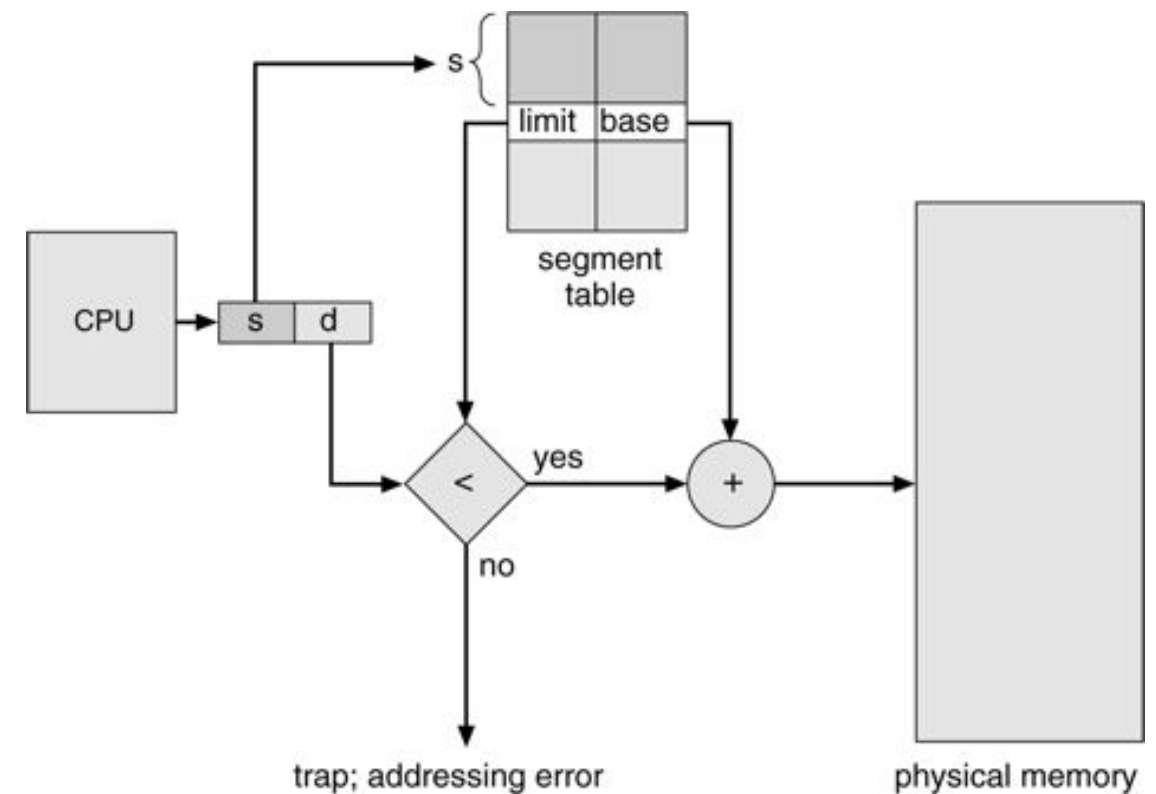 s
limit base
segment
table
CPU
s d
<
yes
+
no
trap; addressing error
physical memory